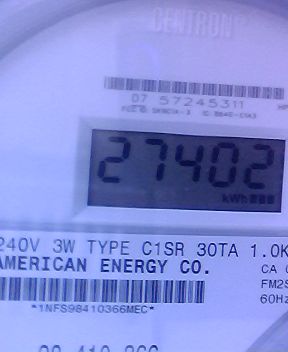 CENTRON
07 57245311
27402
kWh
240V 3W TYPE C1SR 30TA 1.0K
AMERICAN ENERGY CO.
CA
FM2S
60Hz
*1NFS98410366MEC*